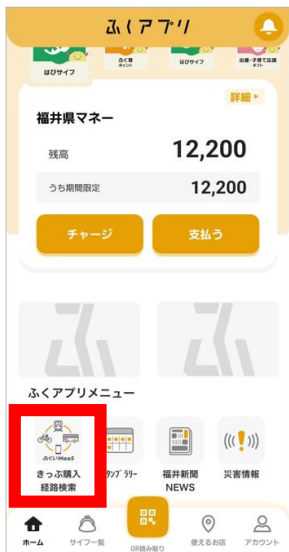 ふくアプリ
はぴサイフ
ふく育
ポイント
はぴサイフ
出産・子育て応援
ギフト
詳細
福井県マネー
残高 12,200
うち期間限定 12,200
チャージ 支払う
ふくアプリメニュー
ふくいMaaS
きっぷ購入 ンプラリー 福井新聞 災害情報
経路検索 NEWS
ホーム サイフ一覧 QR読み取り 使えるお店 アカウント